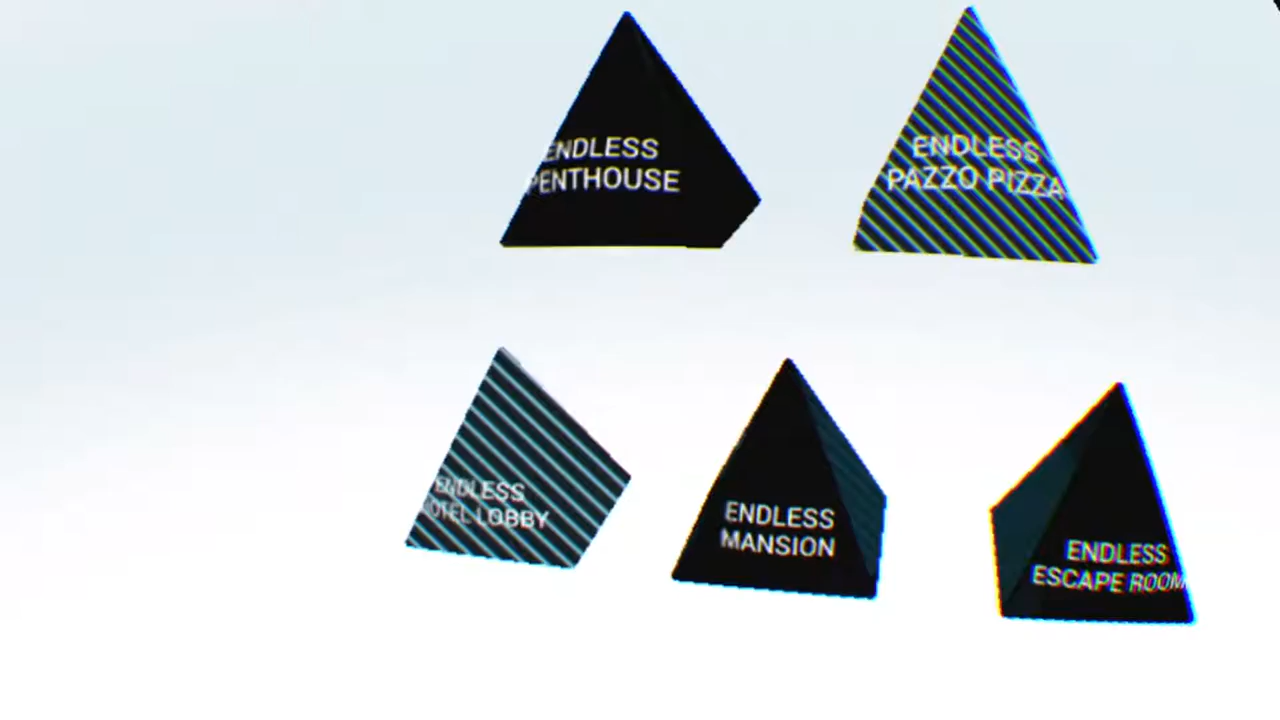 ENDLESS
PENTHOUSE
ENDLESS
PAZZO PIZZA
ENDLESS
HOTEL LOBBY
ENDLESS
MANSION
ENDLESS
ESCAPE ROOM